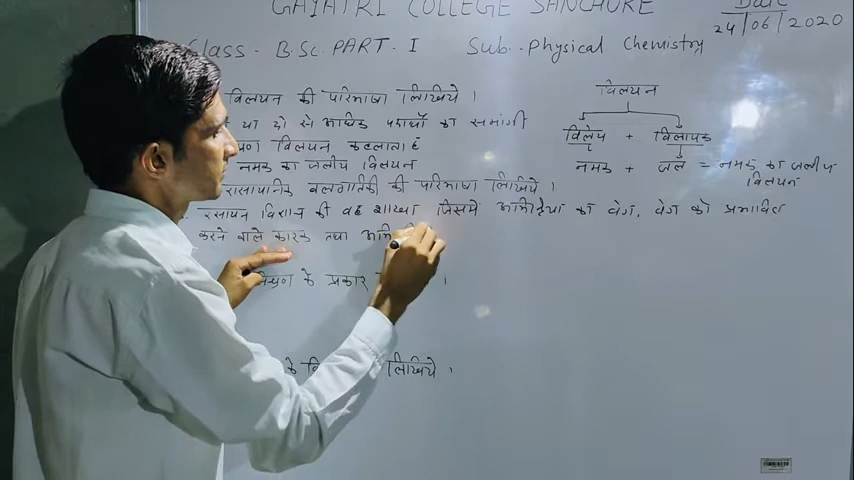 GAYATRI COLLEGE SANCHORE
Date
24/06/2020
Class - B.Sc. PART - I Sub - Physical Chemistry
विलयन की परिभाषा लिखिये ।
या दो से अधिक पदार्थों का समांगी
विलयन कहलाता है
नमक का जलीय विलयन
रासायनिक बलगतिकी की परिभाषा लिखिये ।
रसायन विज्ञान की वह शाखा जिसमें का वेग, वेग को प्रभावित
करने वाले कारक तथा
के प्रकार
के लिखिये ।
विलयन
विलेय + विलायक
नमक + जल = नमक का जलीय
विलयन